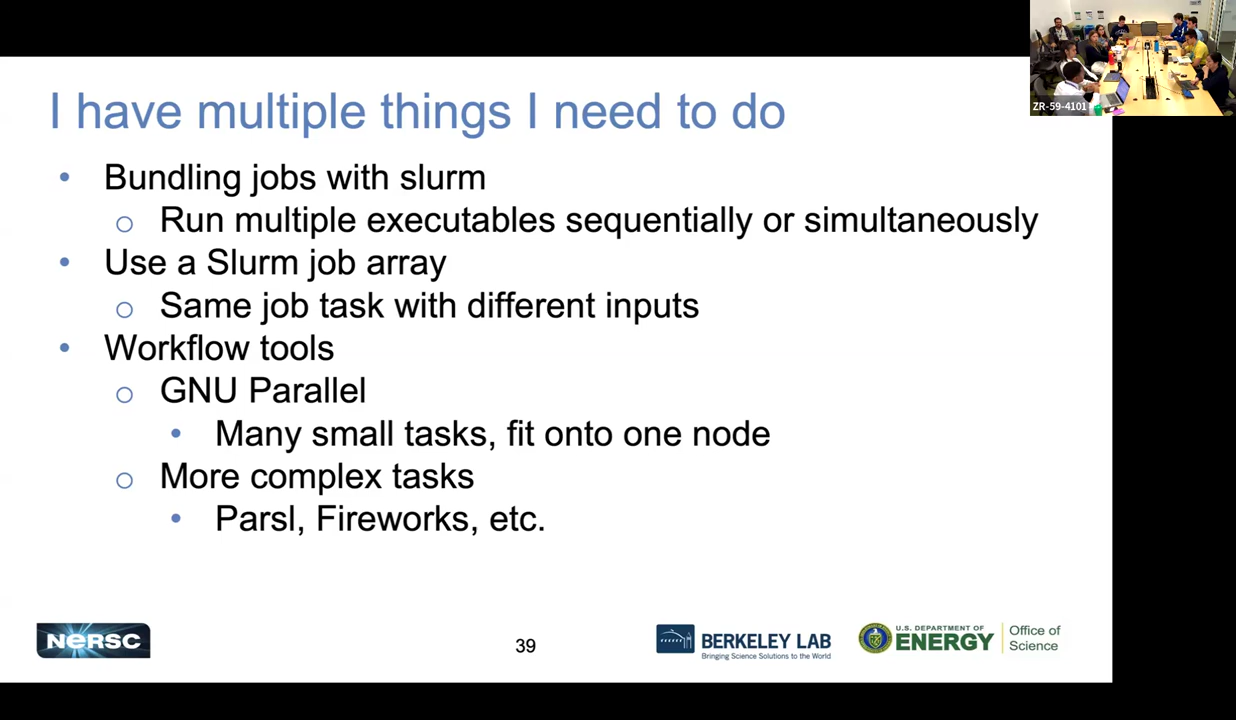 ZR-59-4101
I have multiple things I need to do
• Bundling jobs with slurm
o Run multiple executables sequentially or simultaneously
• Use a Slurm job array
o Same job task with different inputs
• Workflow tools
o GNU Parallel
• Many small tasks, fit onto one node
o More complex tasks
• Parsl, Fireworks, etc.
NERSC
39
BERKELEY LAB
Bringing Science Solutions to the World
U.S. DEPARTMENT OF
ENERGY
Office of
Science